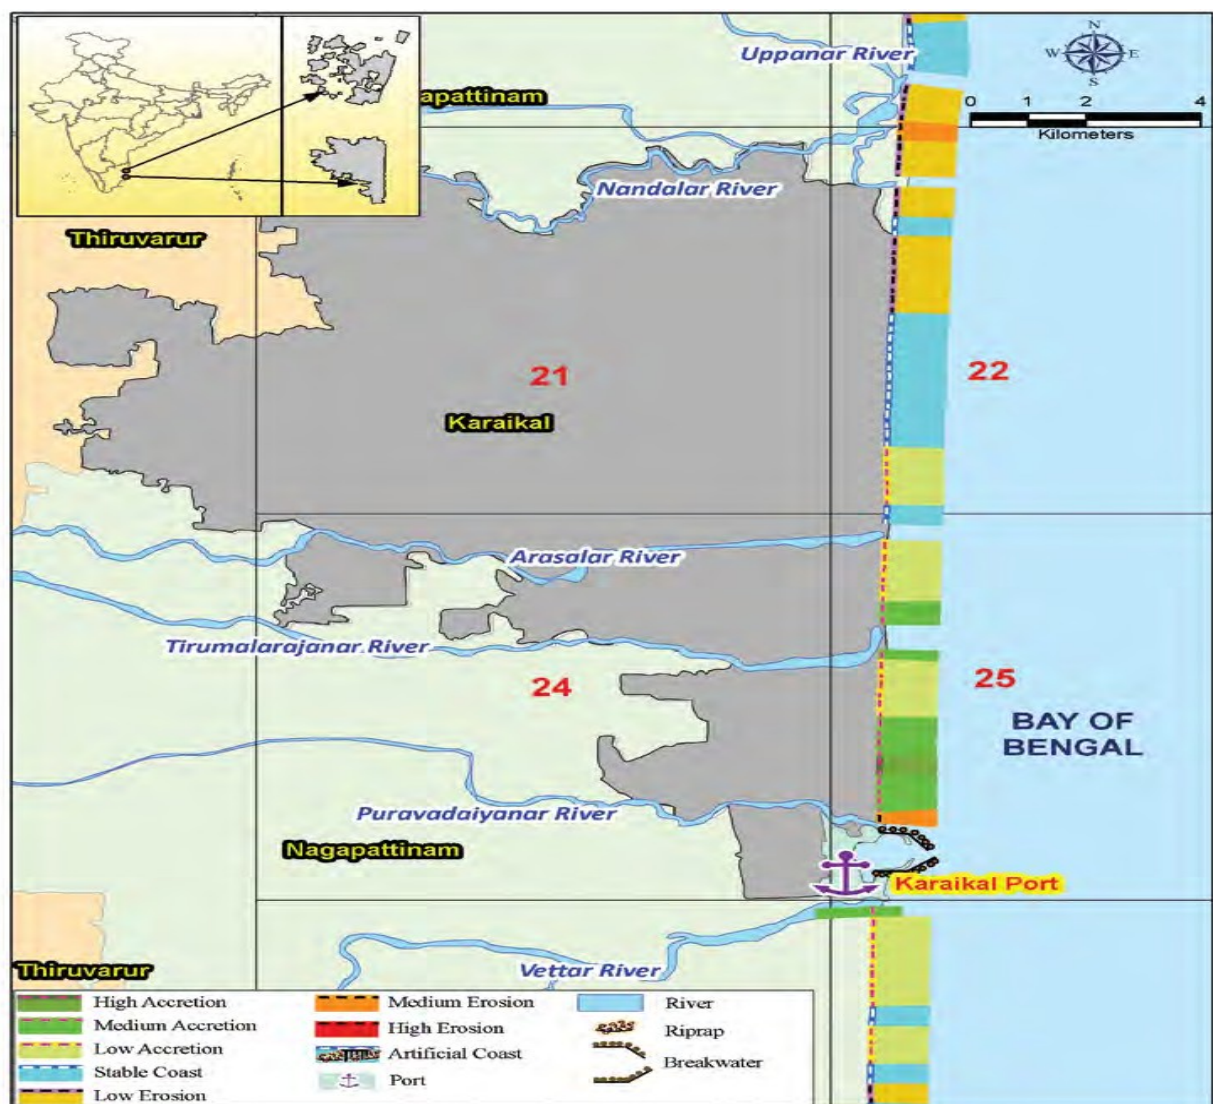 Uppanar River
N
W E
S
apattinam
0 1 2 4
Kilometers
Nandalar River
Thiruvarur
21
22
Karaikal
Arasalar River
Tirumalarajanar River
24
25
BAY OF
BENGAL
Puravadaiyanar River
Nagapattinam
Karaikal Port
Thiruvarur
Vettar River
High Accretion
Medium Accretion
Low Accretion
Stable Coast
Low Erosion
Medium Erosion
High Erosion
Artificial Coast
Port
River
Riprap
Breakwater